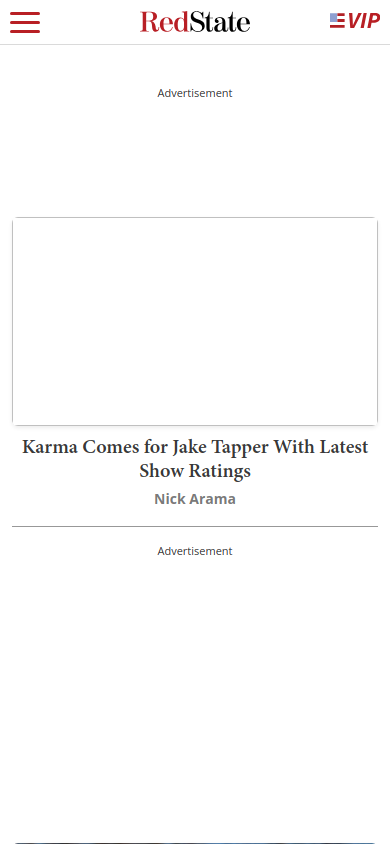 RedState
VIP
Advertisement
Karma Comes for Jake Tapper With Latest
Show Ratings
Nick Arama
Advertisement